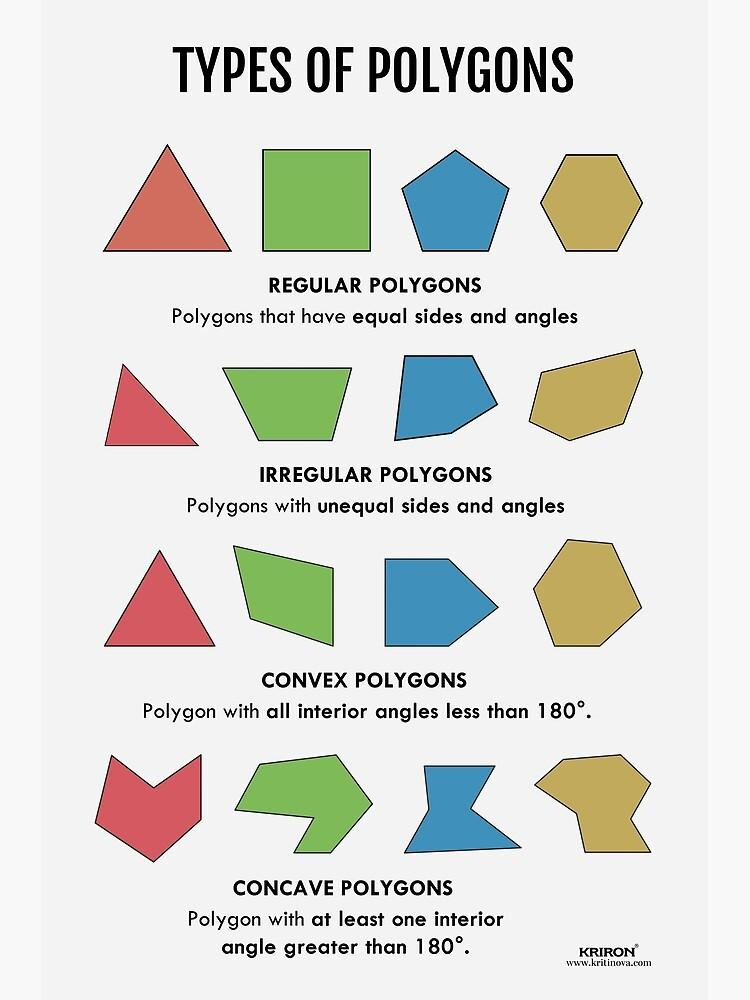 TYPES OF POLYGONS
REGULAR POLYGONS
Polygons that have equal sides and angles
IRREGULAR POLYGONS
Polygons with unequal sides and angles
CONVEX POLYGONS
Polygon with all interior angles less than 180°.
CONCAVE POLYGONS
Polygon with at least one interior
angle greater than 180°.
KRIRON®
www.kritinova.com